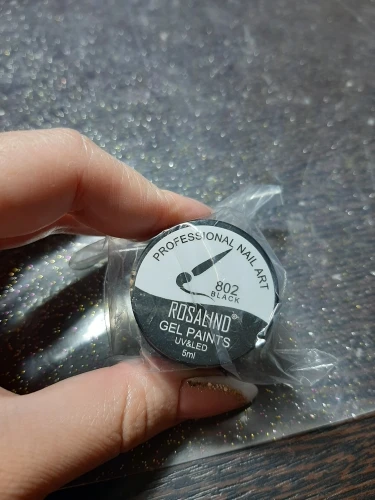 PROFESSIONAL NAIL ART
802
BLACK
ROSALIND®
GEL PAINTS
UV&LED
5ml